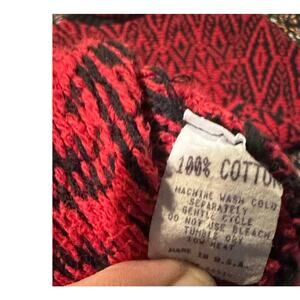 100% COTTON
MACHINE WASH COLD
SEPARATELY
GENTLE CYCLE
DO NOT USE BLEACH
TUMBLE DRY
LOW HEAT
MADE IN U.S.A.